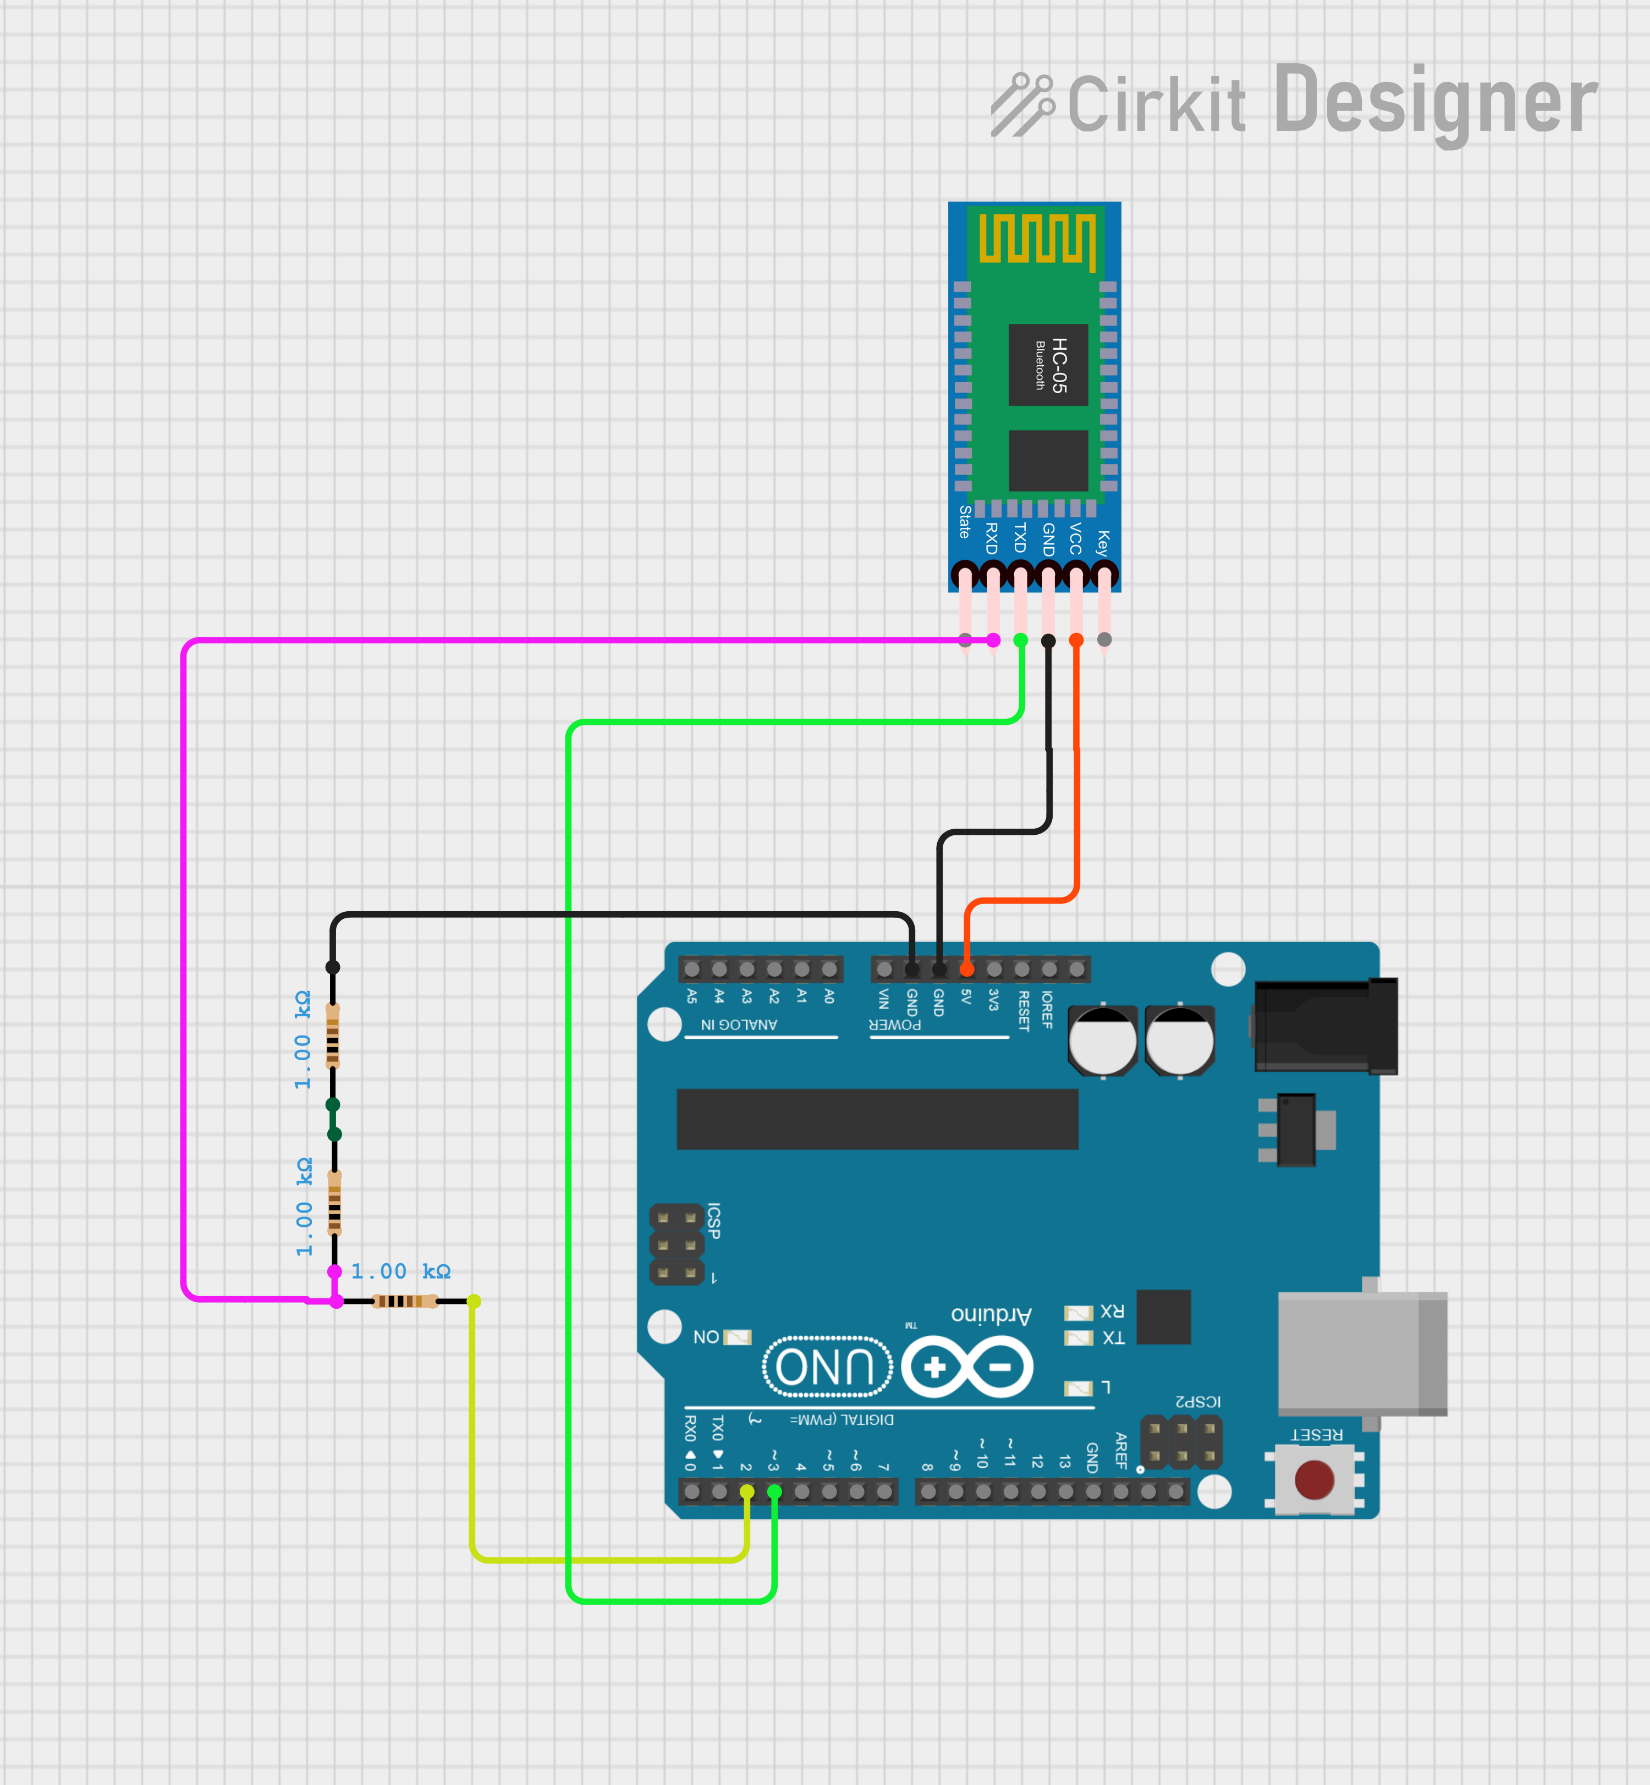 Cirkit Designer
HC-05
Bluetooth
State
RXD
TXD
GND
VCC
Key
A5
A4
A3
A2
A1
A0
VIN
GND
GND
5V
3V3
RESET
IOREF
ANALOG IN
POWER
1.00 kΩ
1.00 kΩ
1.00 kΩ
ICSP
1
ON
UNO
Arduino
TM
RX
TX
L
ICSP2
DIGITAL (PWM= ~)
RESET
RX0
TX0
0
1
2
~3
4
~5
~6
7
8
~9
~10
~11
12
13
GND
AREF